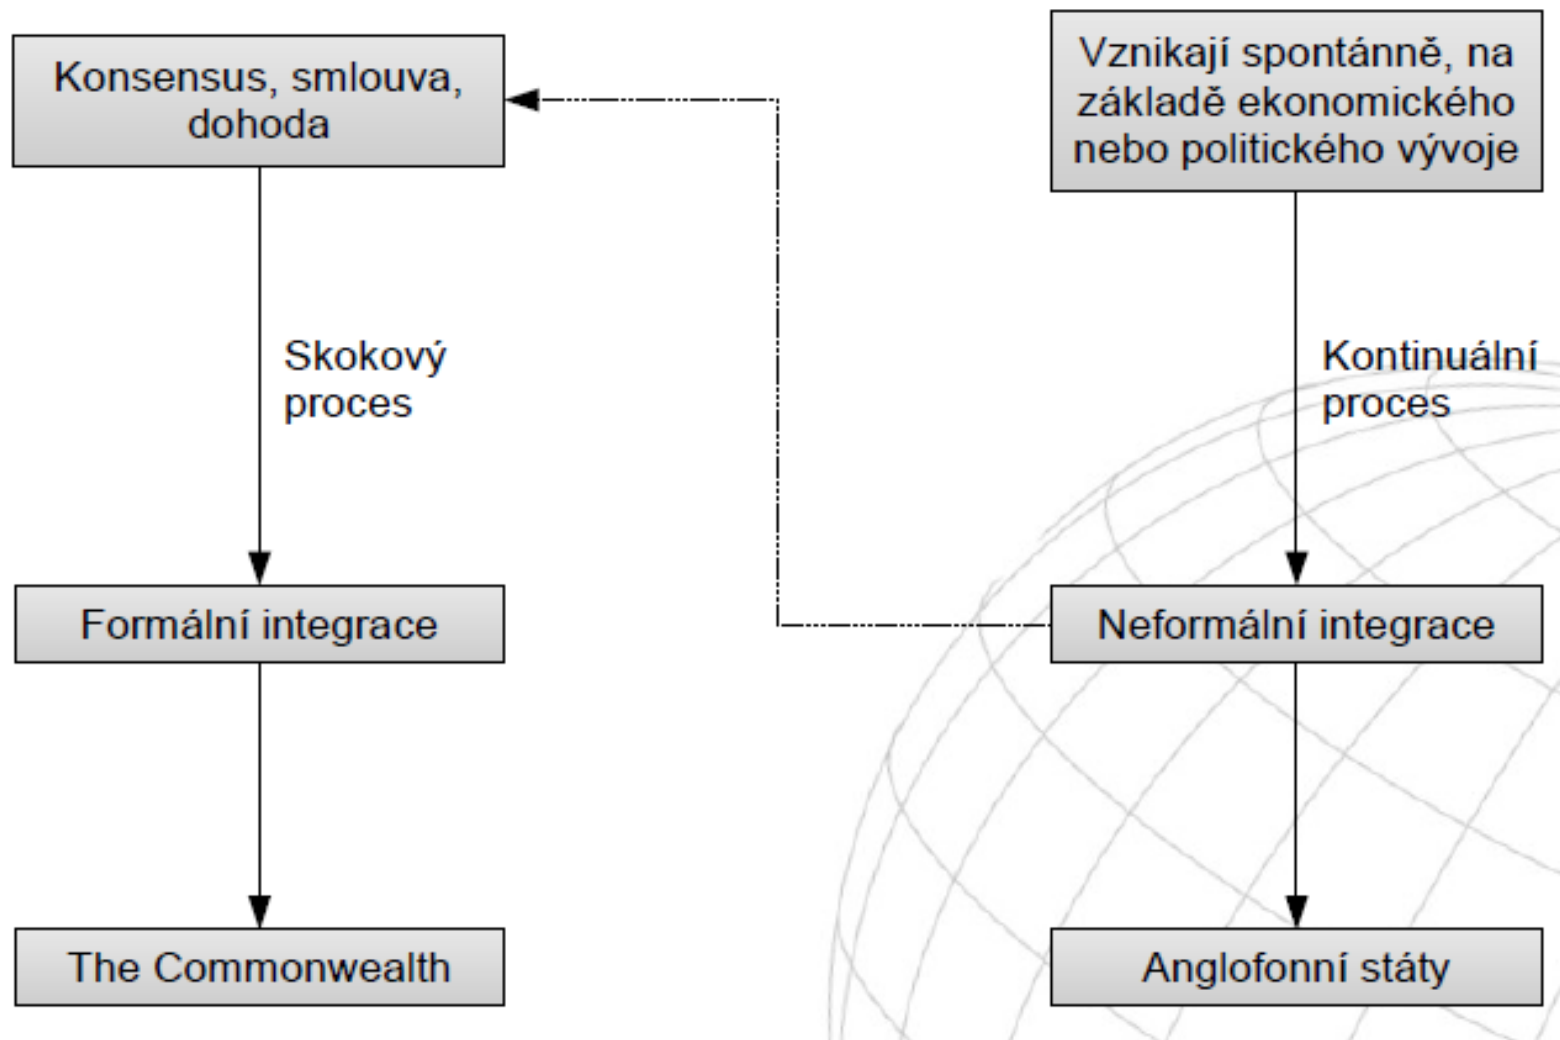 Konsensus, smlouva,
dohoda
Vznikají spontánně, na
základě ekonomického
nebo politického vývoje
Skokový
proces
Kontinuální
proces
Formální integrace
Neformální integrace
The Commonwealth
Anglofonní státy